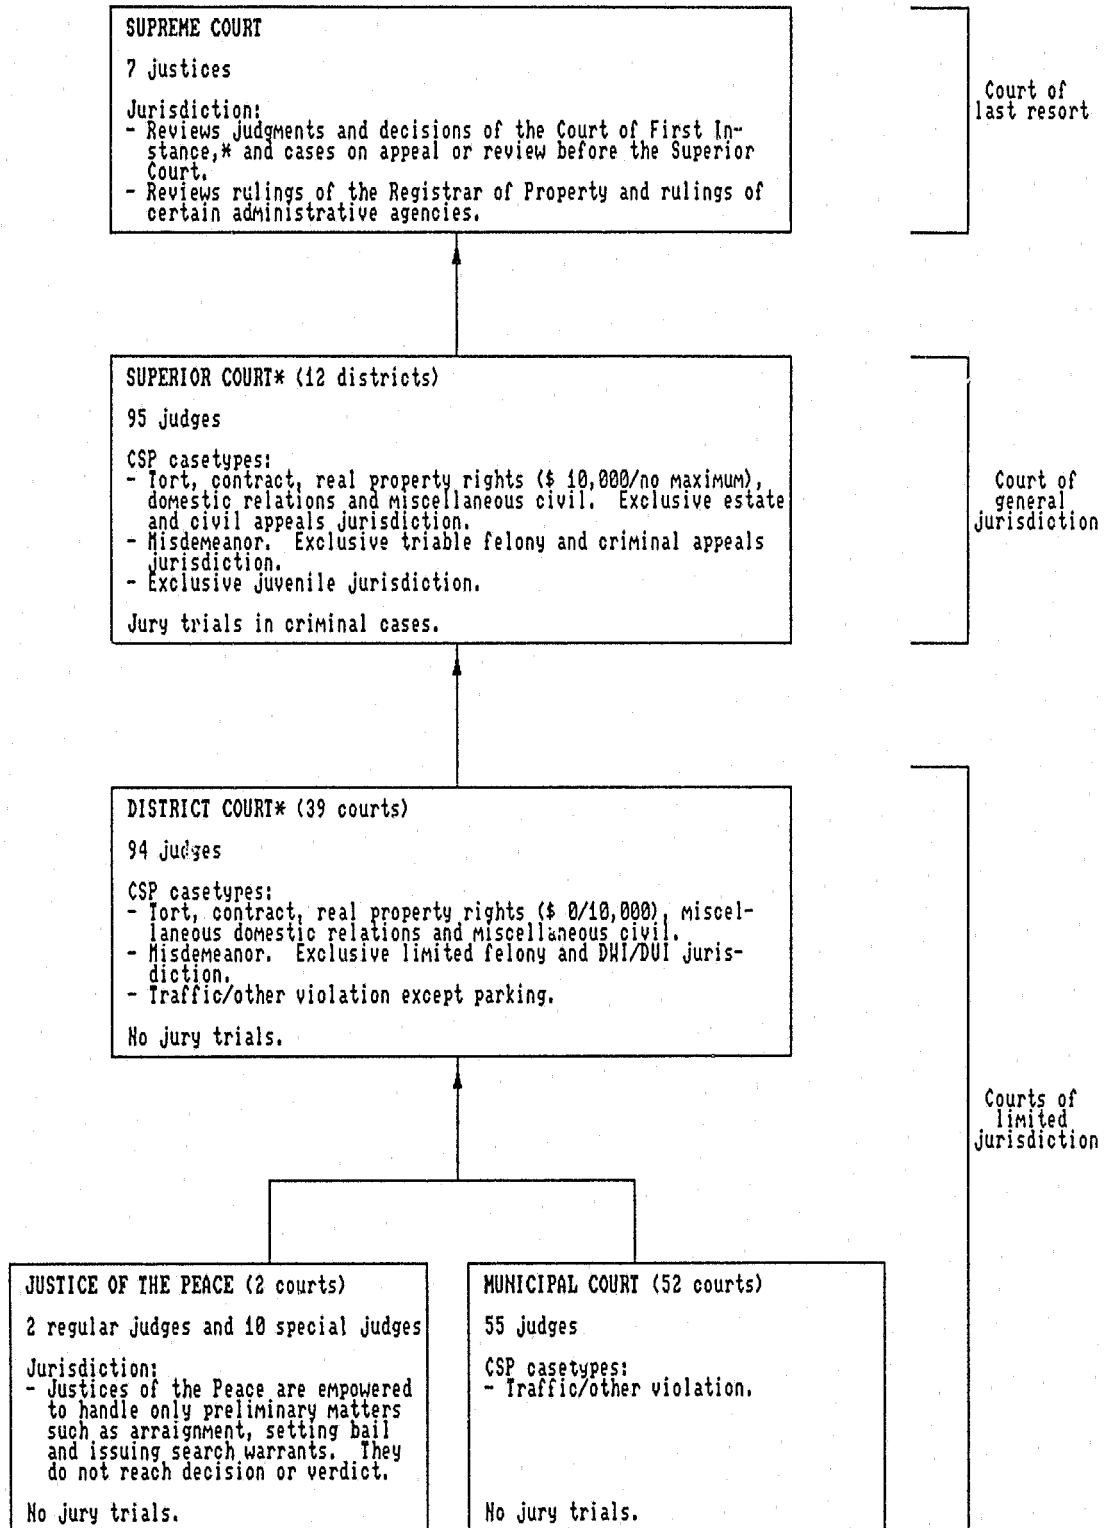 SUPREME COURT
7 justices
Jurisdiction:
- Reviews judgments and decisions of the Court of First In-
stance,* and cases on appeal or review before the Superior
Court.
- Reviews rulings of the Registrar of Property and rulings of
certain administrative agencies.
Court of
last resort
SUPERIOR COURT* (12 districts)
95 judges
CSP casetypes:
- Tort, contract, real property rights ($ 10,000/no maximum),
domestic relations and miscellaneous civil. Exclusive estate
and civil appeals jurisdiction.
- Misdemeanor. Exclusive triable felony and criminal appeals
jurisdiction.
- Exclusive juvenile jurisdiction.
Jury trials in criminal cases.
Court of
general
jurisdiction
DISTRICT COURT* (39 courts)
94 judges
CSP casetypes:
- Tort, contract, real property rights ($ 0/10,000), miscel-
laneous domestic relations and miscellaneous civil.
- Misdemeanor. Exclusive limited felony and DWI/DUI juris-
diction.
- Traffic/other violation except parking.
No jury trials.
Courts of
limited
jurisdiction
JUSTICE OF THE PEACE (2 courts)
2 regular judges and 10 special judges
Jurisdiction:
- Justices of the Peace are empowered
to handle only preliminary matters
such as arraignment, setting bail
and issuing search warrants. They
do not reach decision or verdict.
No jury trials.
MUNICIPAL COURT (52 courts)
55 judges
CSP casetypes:
- Traffic/other violation.
No jury trials.